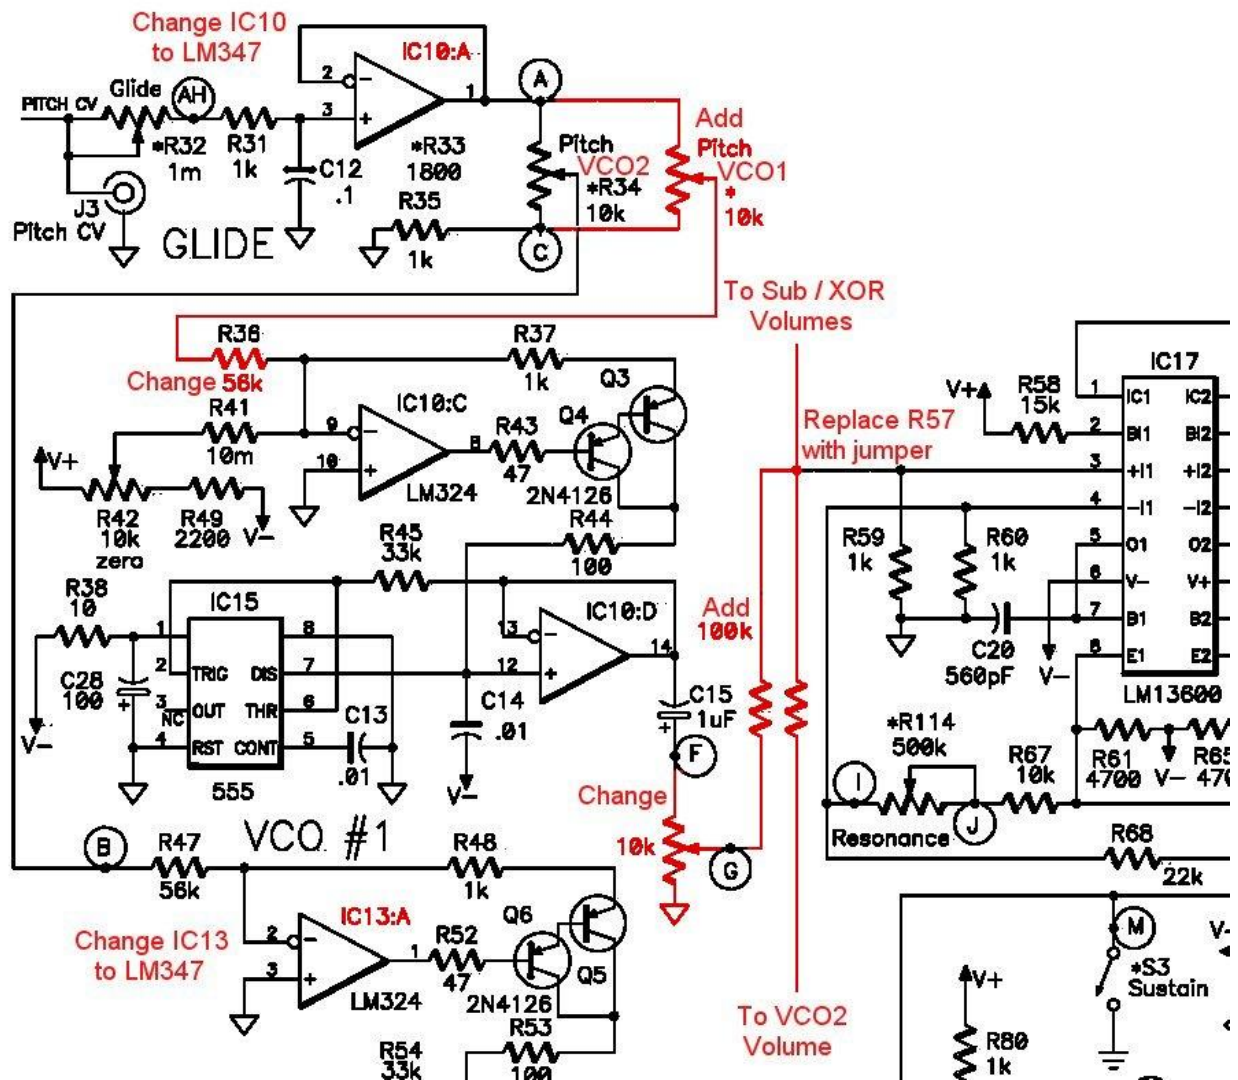 Change IC10
to LM347
IC10:A
2
1
3
A
PITCH CV
Glide
AH
*R32
1m
R31
1k
C12
.1
*R33
1800
Pitch
VCO2
*R34
10k
Add
Pitch
VCO1
*
10k
J3
Pitch CV
GLIDE
R35
1k
C
To Sub / XOR
Volumes
R36
Change 56k
R37
1k
Q3
IC10:C
Q4
R41
10m
9
8
10
R43
47
LM324
2N4126
V+
R42
10k
zero
R49
2200
V-
R44
100
R45
33k
Replace R57
with jumper
V+
R58
15k
IC17
1
IC1
IC2
2
BI1
BI2
3
+I1
+I2
4
-I1
-I2
5
O1
O2
6
V-
V+
7
B1
B2
8
E1
E2
LM13600
R59
1k
R60
1k
C20
560pF
V-
R38
10
IC15
1
8
2
TRIG
DIS
7
3
NC
OUT
THR
6
4
RST
CONT
5
555
C28
100
+
V-
C13
.01
C14
.01
V-
IC10:D
13
12
14
C15
1uF
+
F
Add
100k
*R114
500k
I
J
Resonance
R67
10k
R61
4700
V-
R65
470
R68
22k
Change
10k
G
VCO #1
B
R47
56k
R48
1k
Change IC13
to LM347
IC13:A
2
3
1
LM324
R52
47
Q6
Q5
2N4126
R53
100
R54
33k
To VCO2
Volume
M
*S3
Sustain
V-
V+
R80
1k